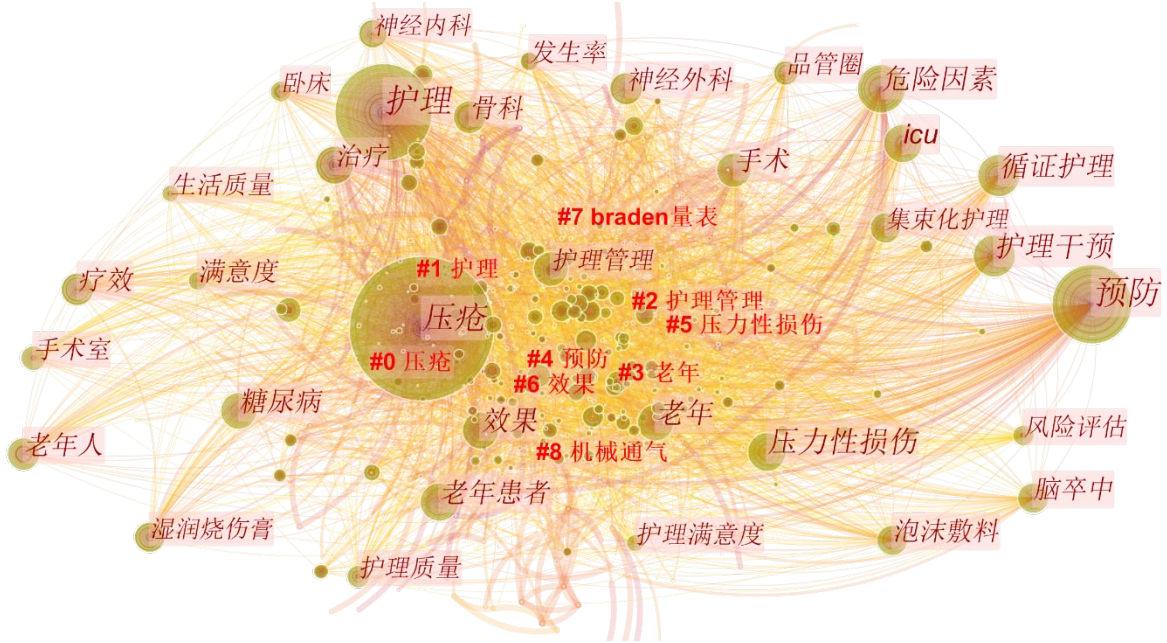 神经内科
发生率
品管圈
危险因素
卧床
护理
骨科
神经外科
icu
治疗
手术
循证护理
生活质量
#7 braden量表
集束化护理
护理干预
疗效
满意度
#1 护理
护理管理
预防
#2 护理管理
压疮
#5 压力性损伤
手术室
#0 压疮
#4 预防
#3 老年
#6 效果
糖尿病
效果
老年
风险评估
老年人
#8 机械通气
压力性损伤
老年患者
脑卒中
湿润烧伤膏
护理满意度
泡沫敷料
护理质量